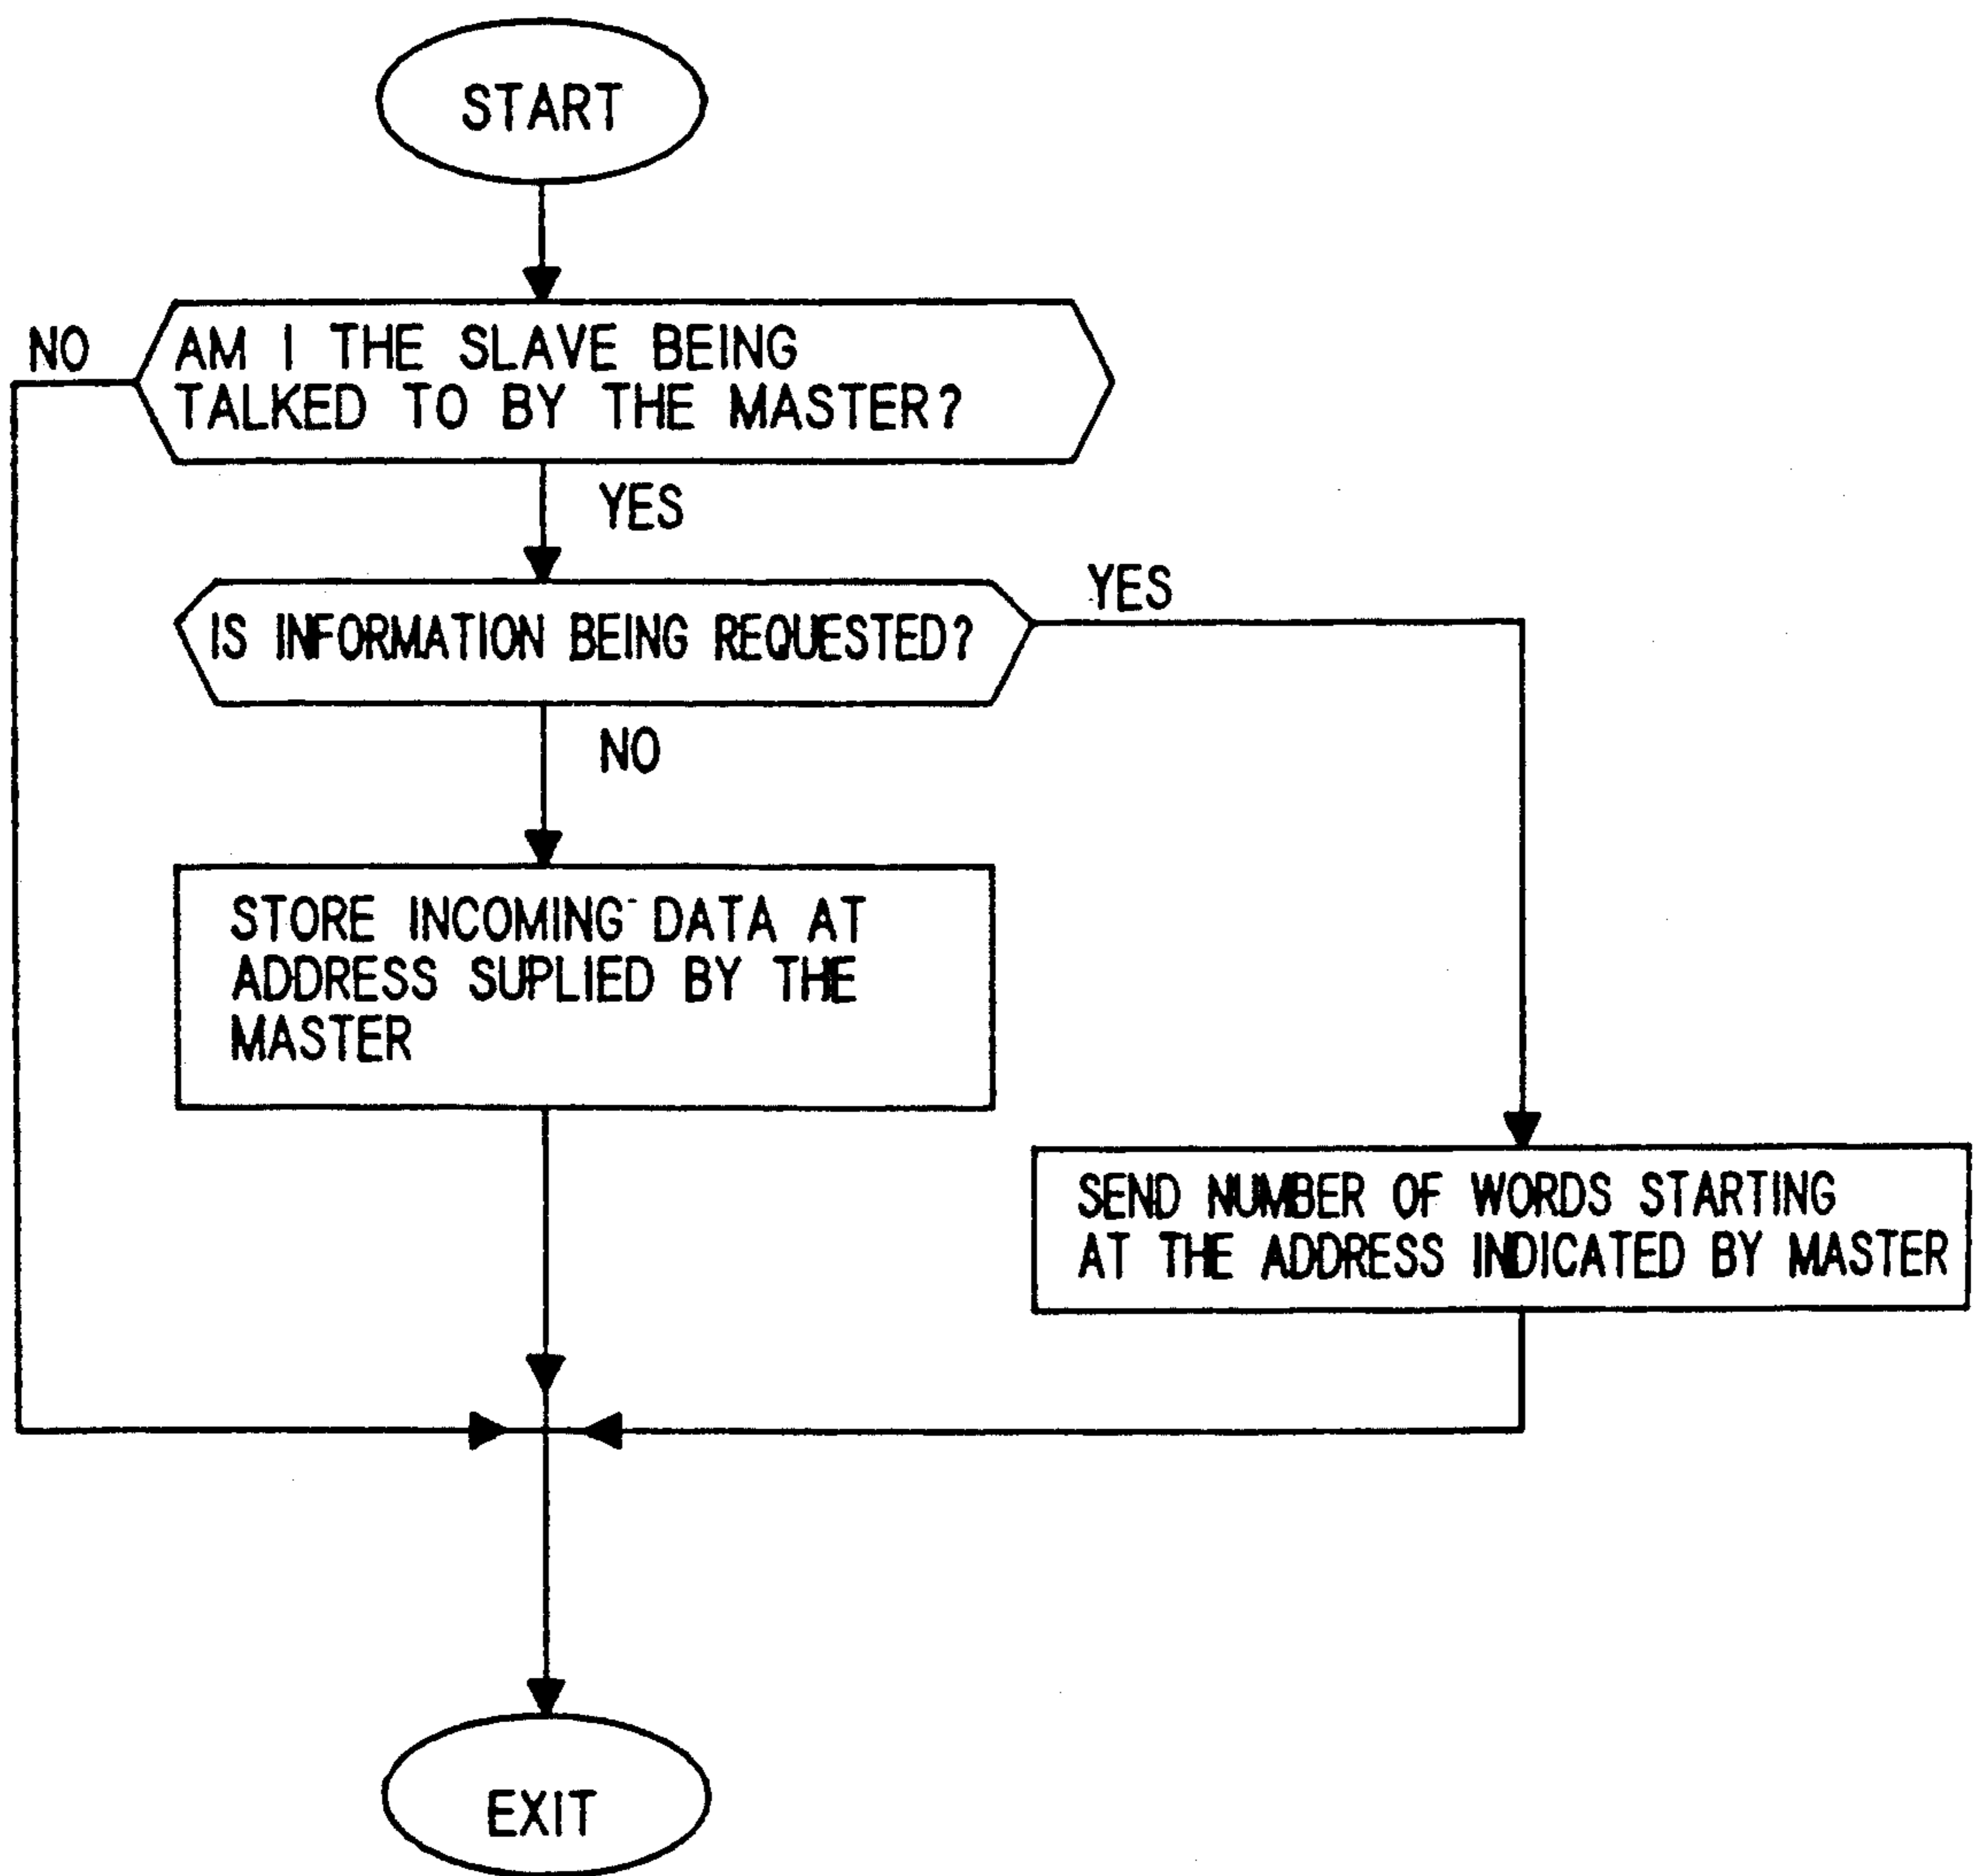 START
NO
AM I THE SLAVE BEING
TALKED TO BY THE MASTER?
YES
IS INFORMATION BEING REQUESTED?
YES
NO
STORE INCOMING DATA AT
ADDRESS SUPLIED BY THE
MASTER
SEND NUMBER OF WORDS STARTING
AT THE ADDRESS INDICATED BY MASTER
EXIT